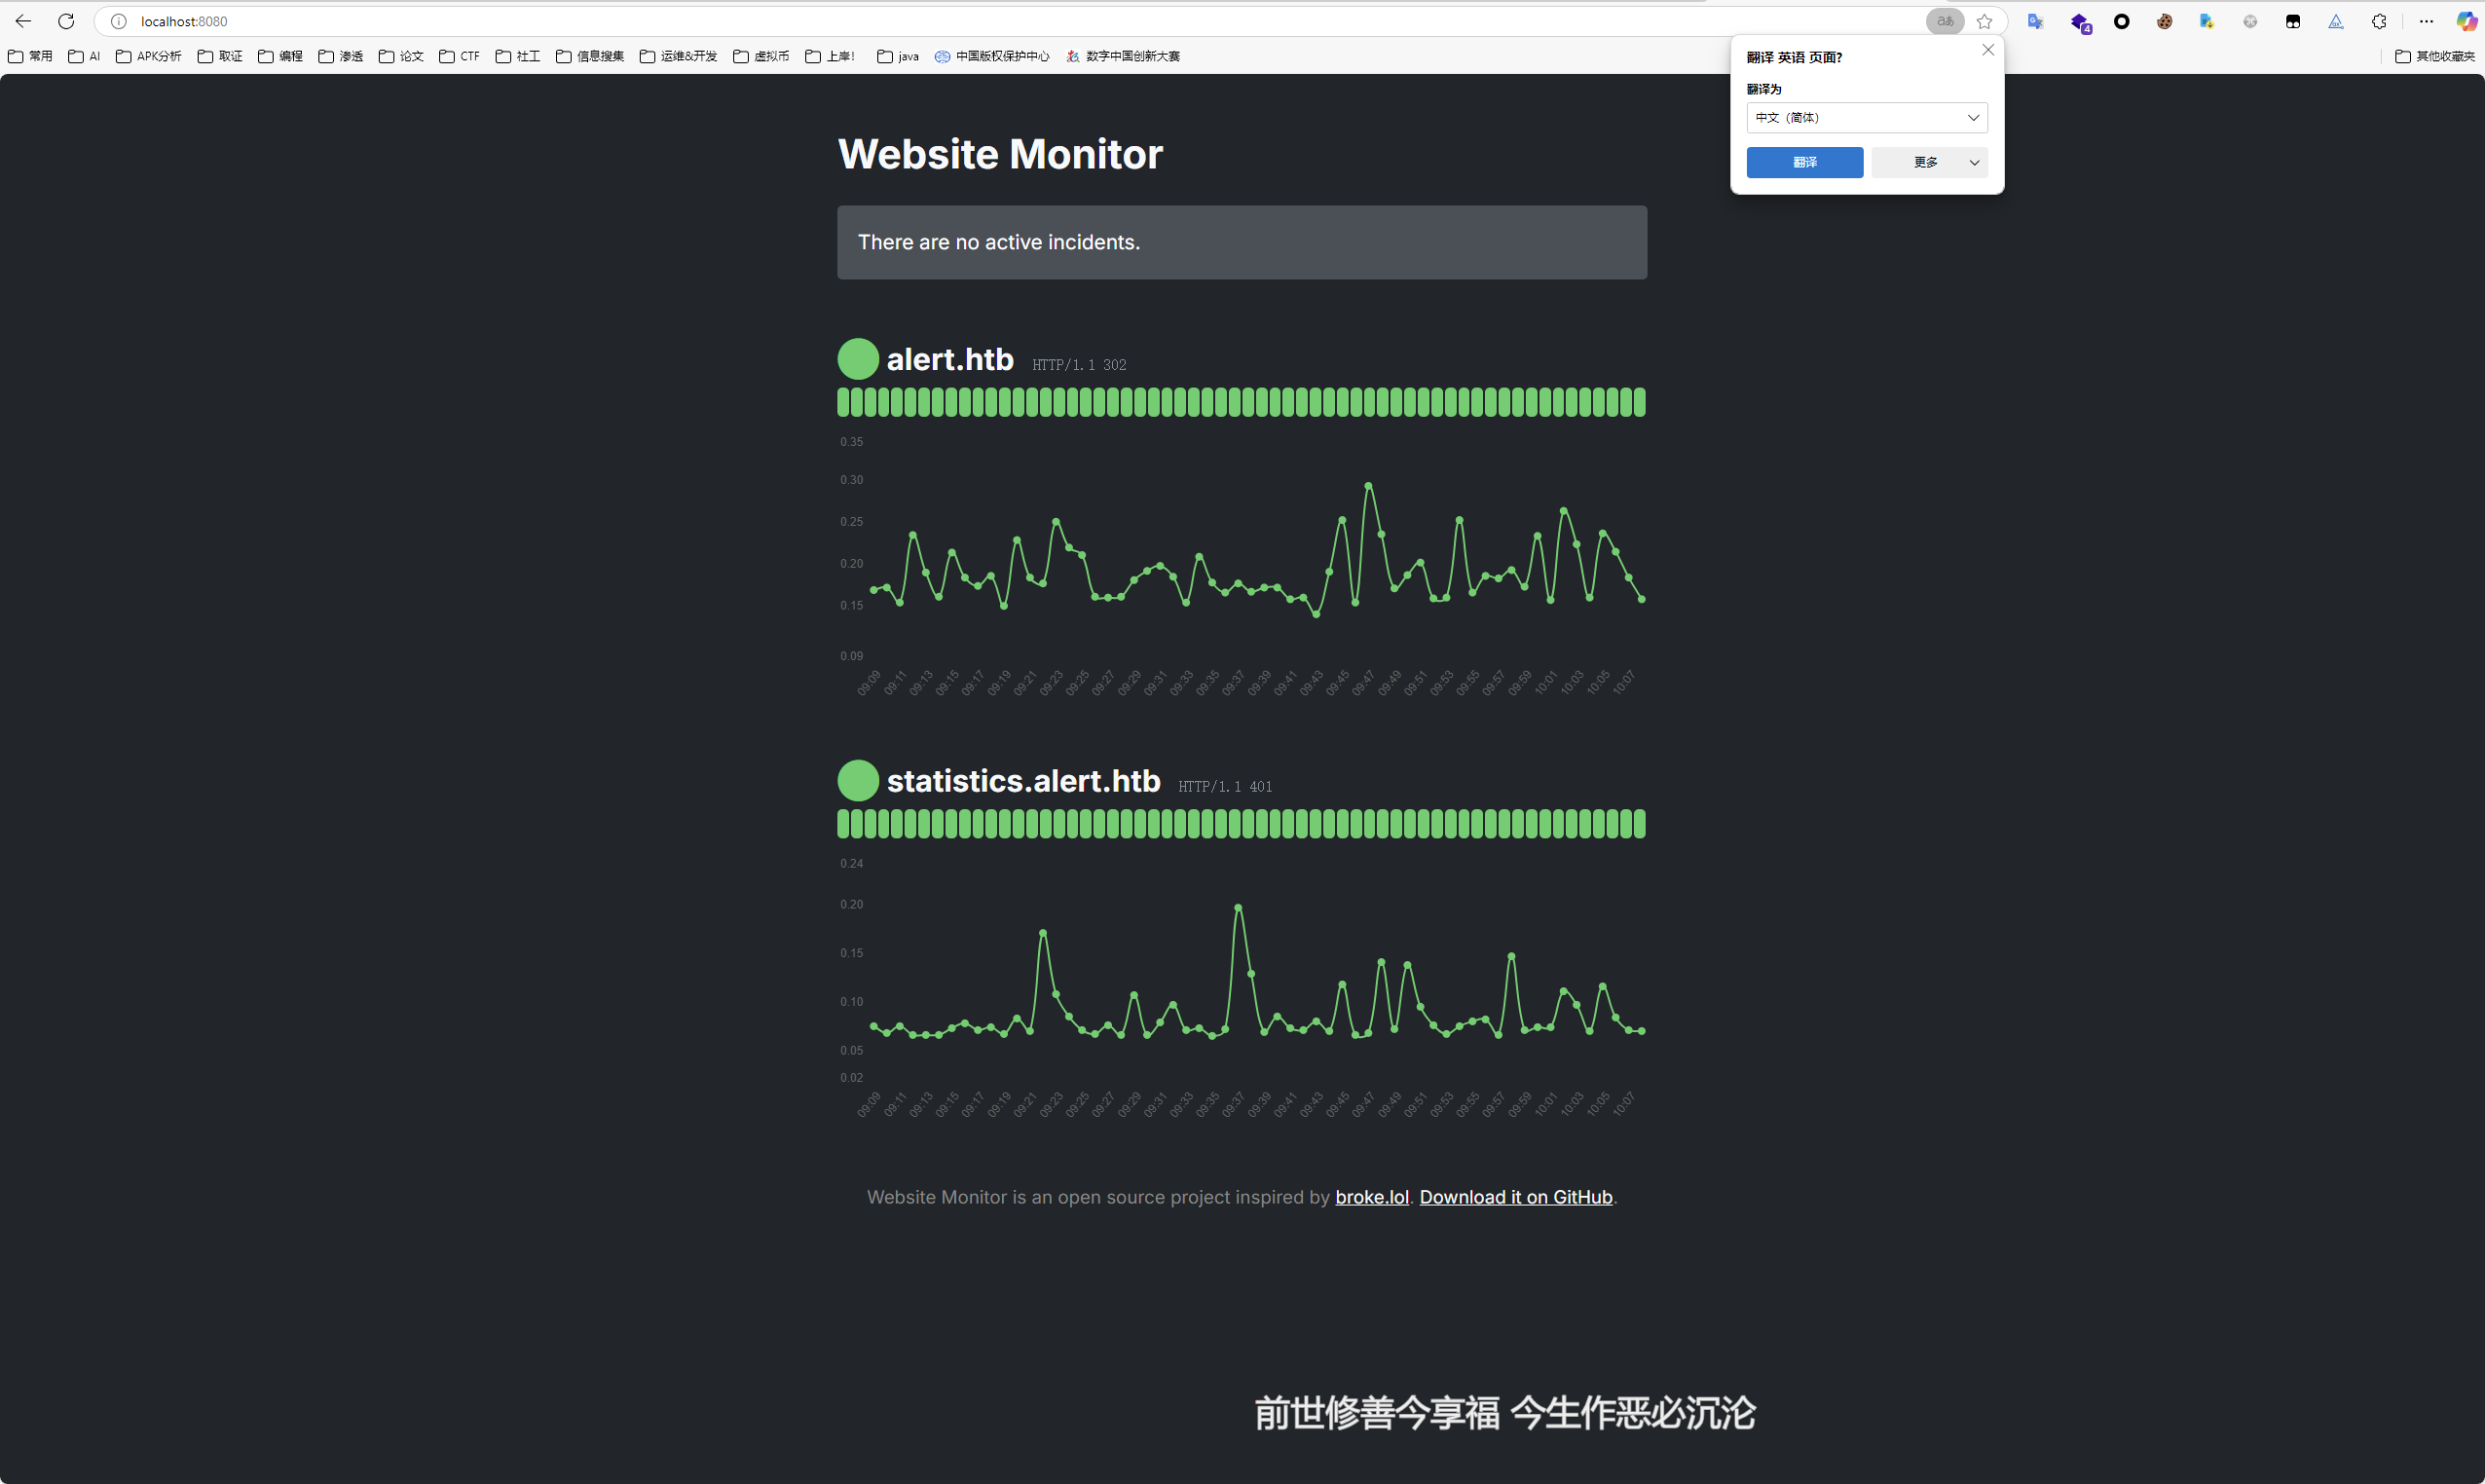 localhost:8080
aあ
4
常用 AI APK分析 取证 编程 渗透 论文 CTF 社工 信息搜集 运维&开发 虚拟币 上岸! java 中国版权保护中心 数字中国创新大赛 其他收藏夹
翻译 英语 页面?
翻译为
中文（简体）
翻译 更多
Website Monitor
There are no active incidents.
alert.htb HTTP/1.1 302
0.35
0.30
0.25
0.20
0.15
0.09
09:09 09:11 09:13 09:15 09:17 09:19 09:21 09:23 09:25 09:27 09:29 09:31 09:33 09:35 09:37 09:39 09:41 09:43 09:45 09:47 09:49 09:51 09:53 09:55 09:57 09:59 10:01 10:03 10:05 10:07
statistics.alert.htb HTTP/1.1 401
0.24
0.20
0.15
0.10
0.05
0.02
09:09 09:11 09:13 09:15 09:17 09:19 09:21 09:23 09:25 09:27 09:29 09:31 09:33 09:35 09:37 09:39 09:41 09:43 09:45 09:47 09:49 09:51 09:53 09:55 09:57 09:59 10:01 10:03 10:05 10:07
Website Monitor is an open source project inspired by broke.lol. Download it on GitHub.
前世修善今享福 今生作恶必沉沦